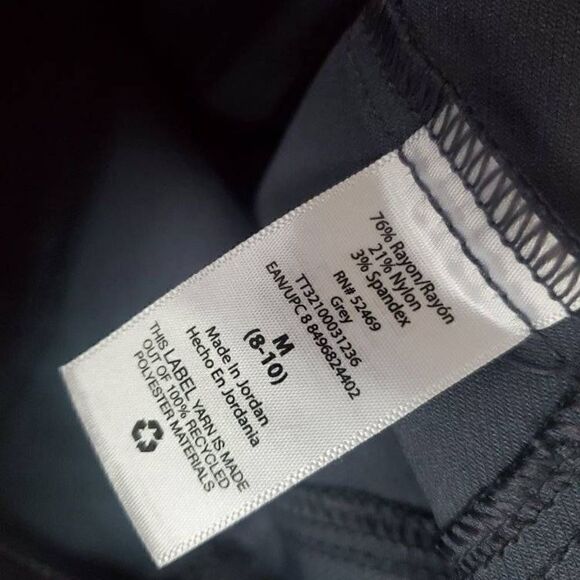 76% Rayon/Rayón
21% Nylon
3% Spandex
RN# 52469
Grey
TT32100031236
EAN/UPC 8 8496824402
M
(8-10)
Made In Jordan
Hecho En Jordania
THIS LABEL YARN IS MADE
OUT OF 100% RECYCLED
POLYESTER MATERIALS